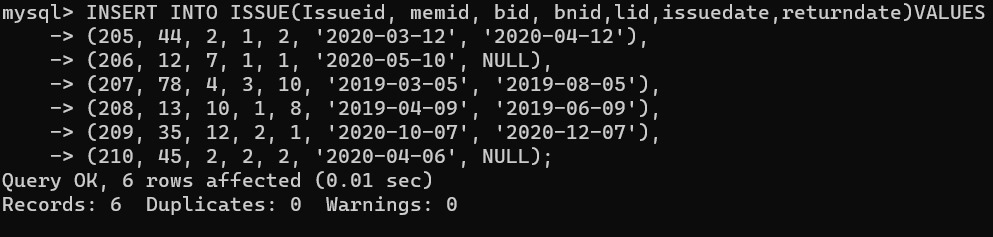 mysql> INSERT INTO ISSUE(Issueid, memid, bid, bnid,lid,issuedate,returndate)VALUES
    -> (205, 44, 2, 1, 2, '2020-03-12', '2020-04-12'),
    -> (206, 12, 7, 1, 1, '2020-05-10', NULL),
    -> (207, 78, 4, 3, 10, '2019-03-05', '2019-08-05'),
    -> (208, 13, 10, 1, 8, '2019-04-09', '2019-06-09'),
    -> (209, 35, 12, 2, 1, '2020-10-07', '2020-12-07'),
    -> (210, 45, 2, 2, 2, '2020-04-06', NULL);
Query OK, 6 rows affected (0.01 sec)
Records: 6  Duplicates: 0  Warnings: 0